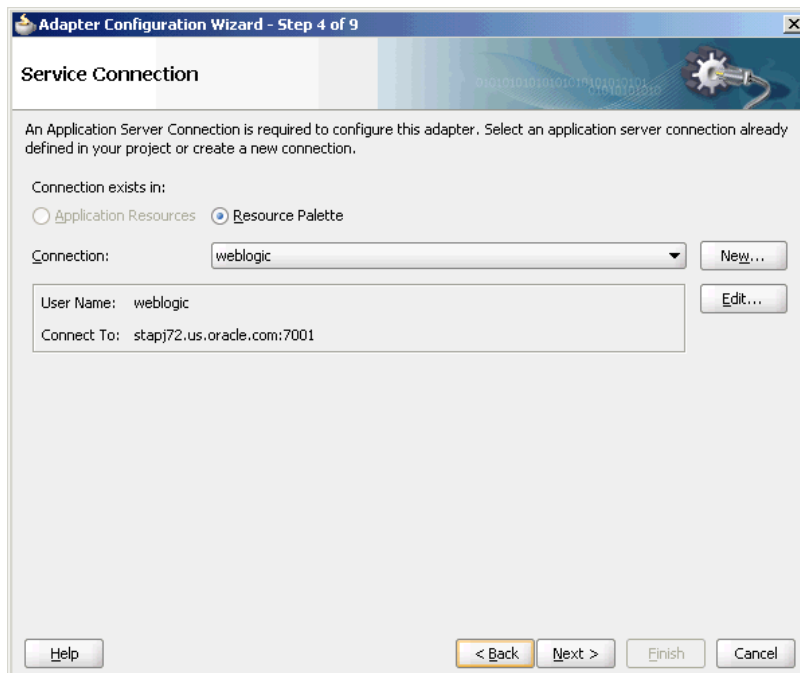 Adapter Configuration Wizard - Step 4 of 9
Service Connection
An Application Server Connection is required to configure this adapter. Select an application server connection already
defined in your project or create a new connection.
Connection exists in:
Application Resources Resource Palette
Connection: weblogic New...
User Name: weblogic Edit...
Connect To: stapj72.us.oracle.com:7001
Help < Back Next > Finish Cancel